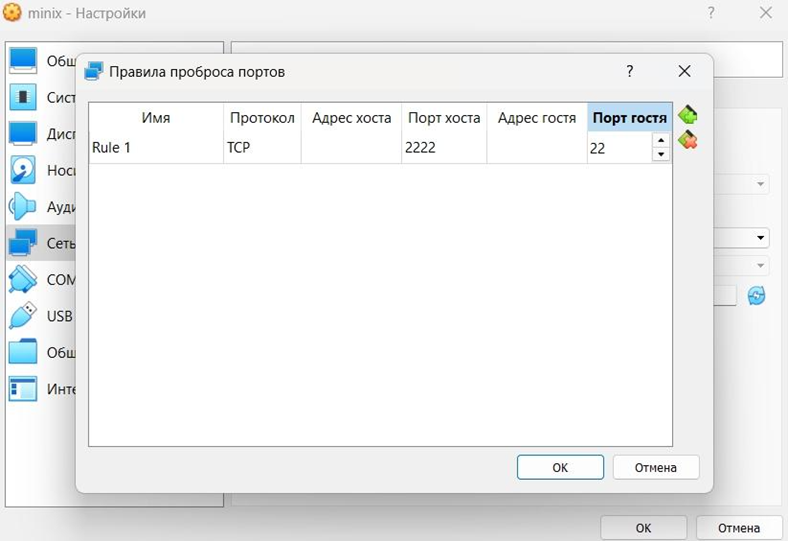 minix - Настройки
?
Общ
Сист
Дисп
Носи
Ауди
Сеть
COM
USB
Общ
Инте
Правила проброса портов
?
Имя Протокол Адрес хоста Порт хоста Адрес гостя Порт гостя
Rule 1 TCP 2222 22
OK Отмена
OK Отмена